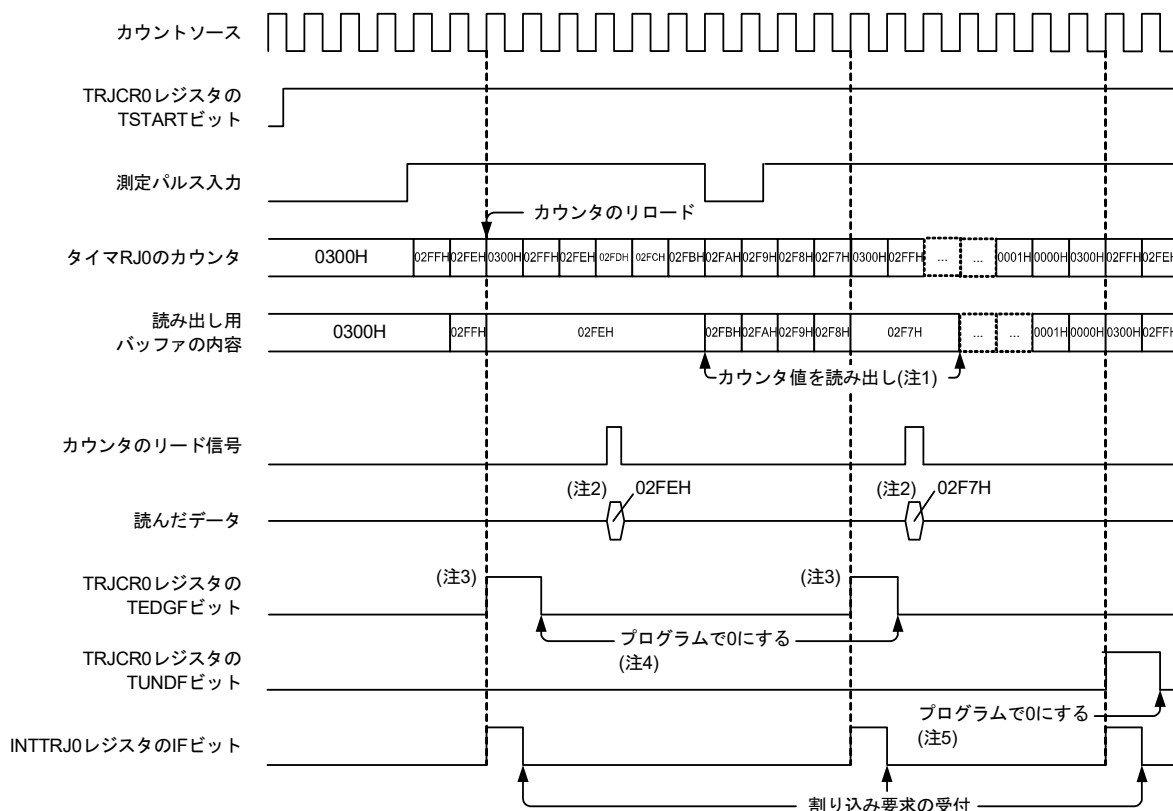 カウントソース
TRJCR0レジスタの
TSTARTビット
測定パルス入力
カウンタのリロード
タイマRJ0のカウンタ
0300H 02FFH 02FEH 0300H 02FFH 02FEH 02FDH 02FCH 02FBH 02FAH 02F9H 02F8H 02F7H 0300H 02FFH ... ... 0001H 0000H 0300H 02FFH 02FEH
読み出し用
バッファの内容
0300H 02FFH 02FEH 02FBH 02FAH 02F9H 02F8H 02F7H ... ... 0001H 0000H 0300H 02FFH
カウンタ値を読み出し(注1)
カウンタのリード信号
(注2) 02FEH (注2) 02F7H
読んだデータ
TRJCR0レジスタの
TEDGFビット
(注3) (注3)
プログラムで0にする
(注4)
TRJCR0レジスタの
TUNDFビット
プログラムで0にする
(注5)
INTTRJ0レジスタのIFビット
割り込み要求の受付